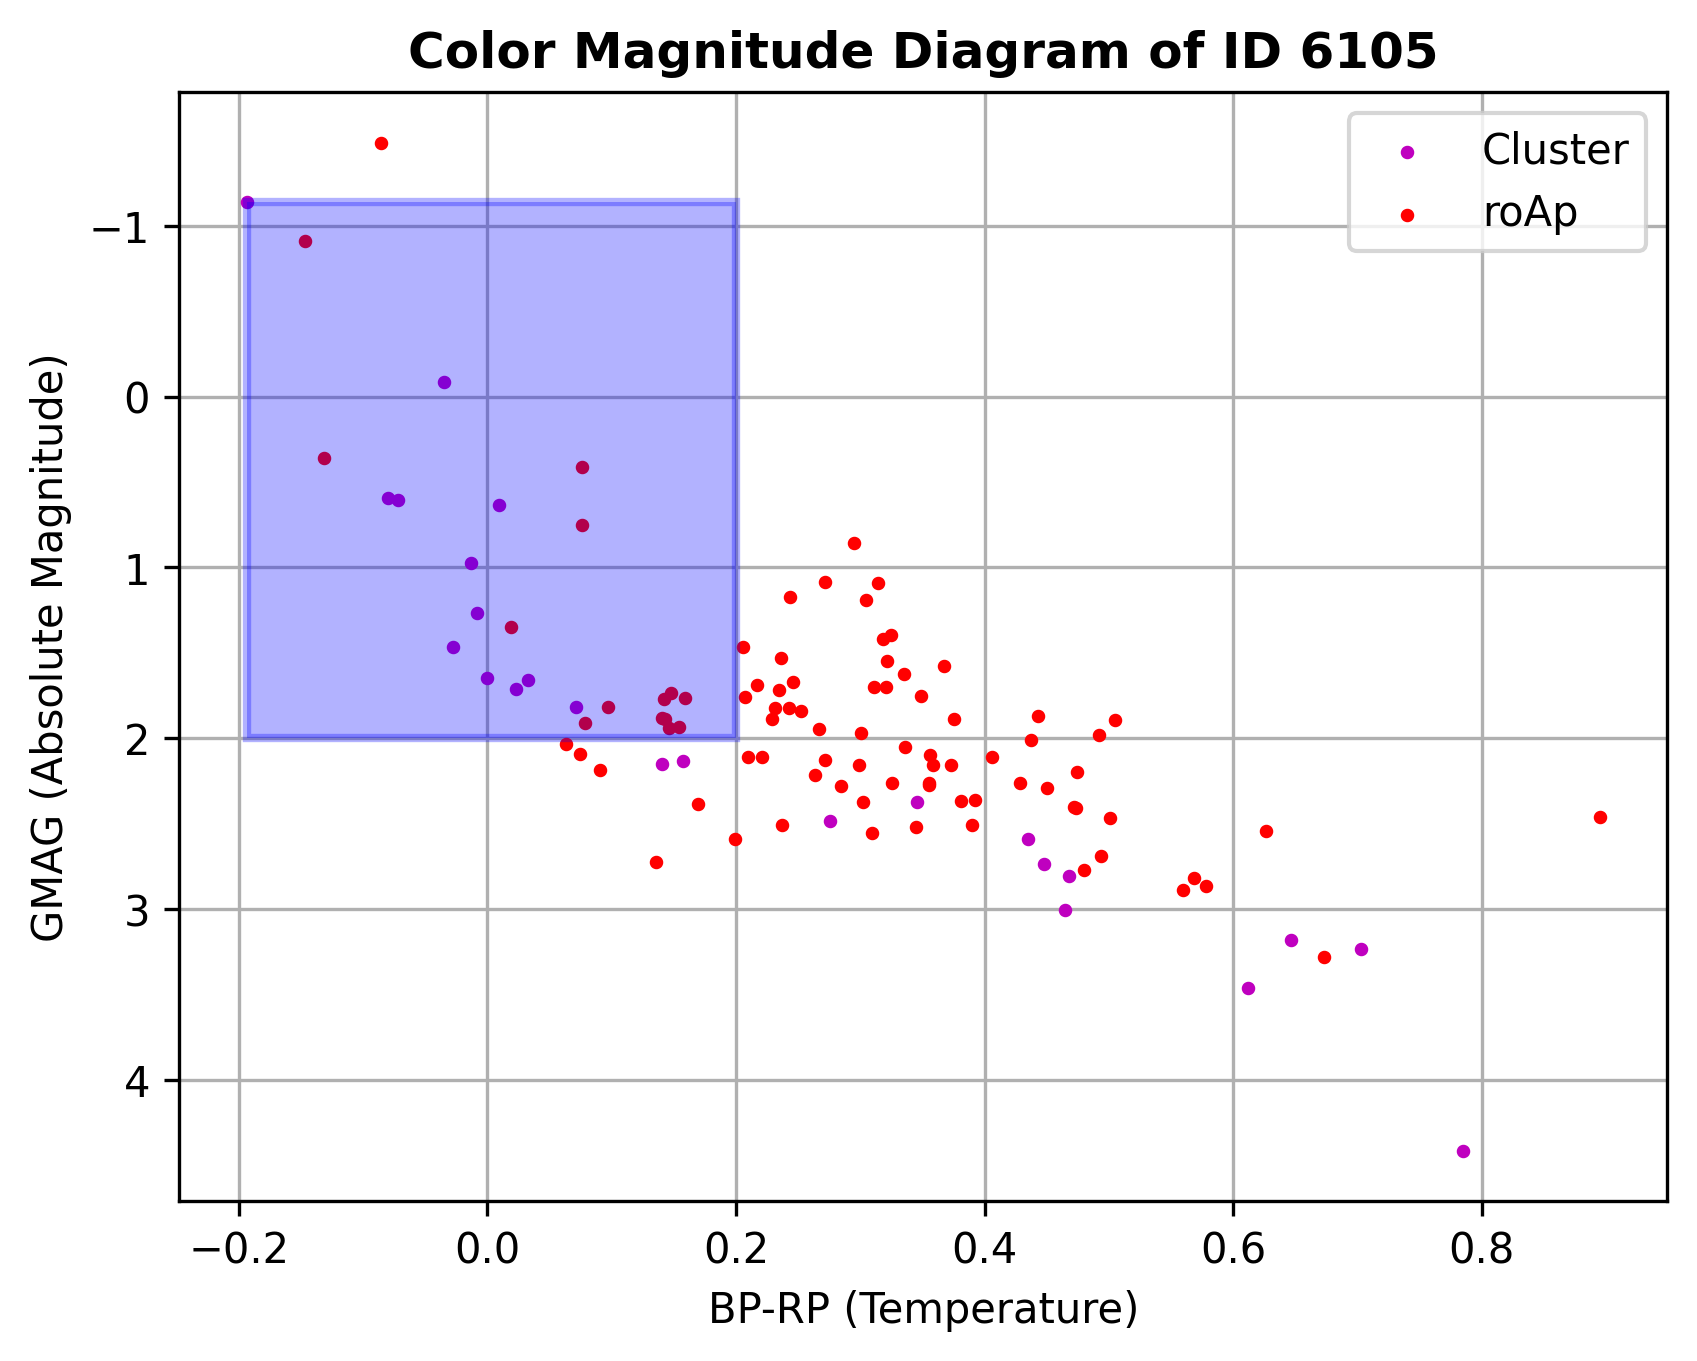 Color Magnitude Diagram of ID 6105
Cluster
roAp
GMAG (Absolute Magnitude)
−1
0
1
2
3
4
−0.2 0.0 0.2 0.4 0.6 0.8
BP-RP (Temperature)